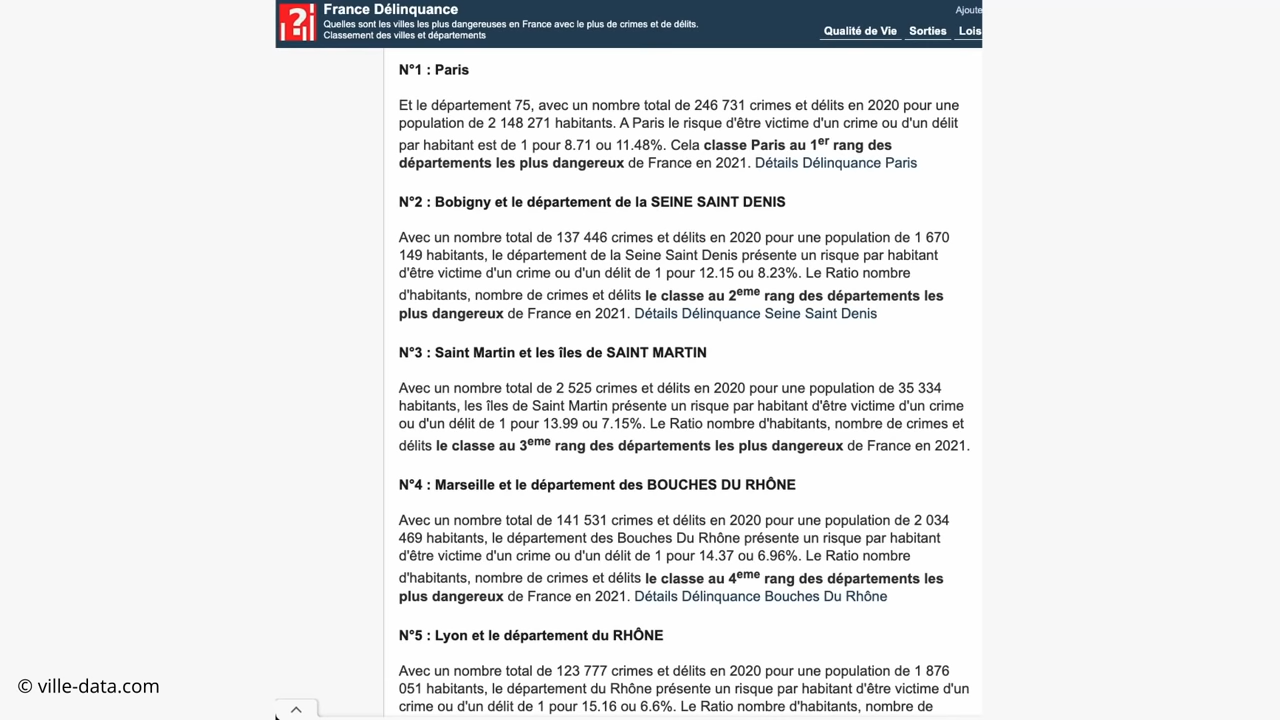 France Délinquance
Quelles sont les villes les plus dangereuses en France avec le plus de crimes et de délits.
Classement des villes et départements
Ajoute
Qualité de Vie Sorties Lois
N°1 : Paris
Et le département 75, avec un nombre total de 246 731 crimes et délits en 2020 pour une
population de 2 148 271 habitants. A Paris le risque d'être victime d'un crime ou d'un délit
par habitant est de 1 pour 8.71 ou 11.48%. Cela classe Paris au 1er rang des
départements les plus dangereux de France en 2021. Détails Délinquance Paris
N°2 : Bobigny et le département de la SEINE SAINT DENIS
Avec un nombre total de 137 446 crimes et délits en 2020 pour une population de 1 670
149 habitants, le département de la Seine Saint Denis présente un risque par habitant
d'être victime d'un crime ou d'un délit de 1 pour 12.15 ou 8.23%. Le Ratio nombre
d'habitants, nombre de crimes et délits le classe au 2eme rang des départements les
plus dangereux de France en 2021. Détails Délinquance Seine Saint Denis
N°3 : Saint Martin et les îles de SAINT MARTIN
Avec un nombre total de 2 525 crimes et délits en 2020 pour une population de 35 334
habitants, les îles de Saint Martin présente un risque par habitant d'être victime d'un crime
ou d'un délit de 1 pour 13.99 ou 7.15%. Le Ratio nombre d'habitants, nombre de crimes et
délits le classe au 3eme rang des départements les plus dangereux de France en 2021.
N°4 : Marseille et le département des BOUCHES DU RHÔNE
Avec un nombre total de 141 531 crimes et délits en 2020 pour une population de 2 034
469 habitants, le département des Bouches Du Rhône présente un risque par habitant
d'être victime d'un crime ou d'un délit de 1 pour 14.37 ou 6.96%. Le Ratio nombre
d'habitants, nombre de crimes et délits le classe au 4eme rang des départements les
plus dangereux de France en 2021. Détails Délinquance Bouches Du Rhône
N°5 : Lyon et le département du RHÔNE
Avec un nombre total de 123 777 crimes et délits en 2020 pour une population de 1 876
051 habitants, le département du Rhône présente un risque par habitant d'être victime d'un
crime ou d'un délit de 1 pour 15.16 ou 6.6%. Le Ratio nombre d'habitants, nombre de
© ville-data.com